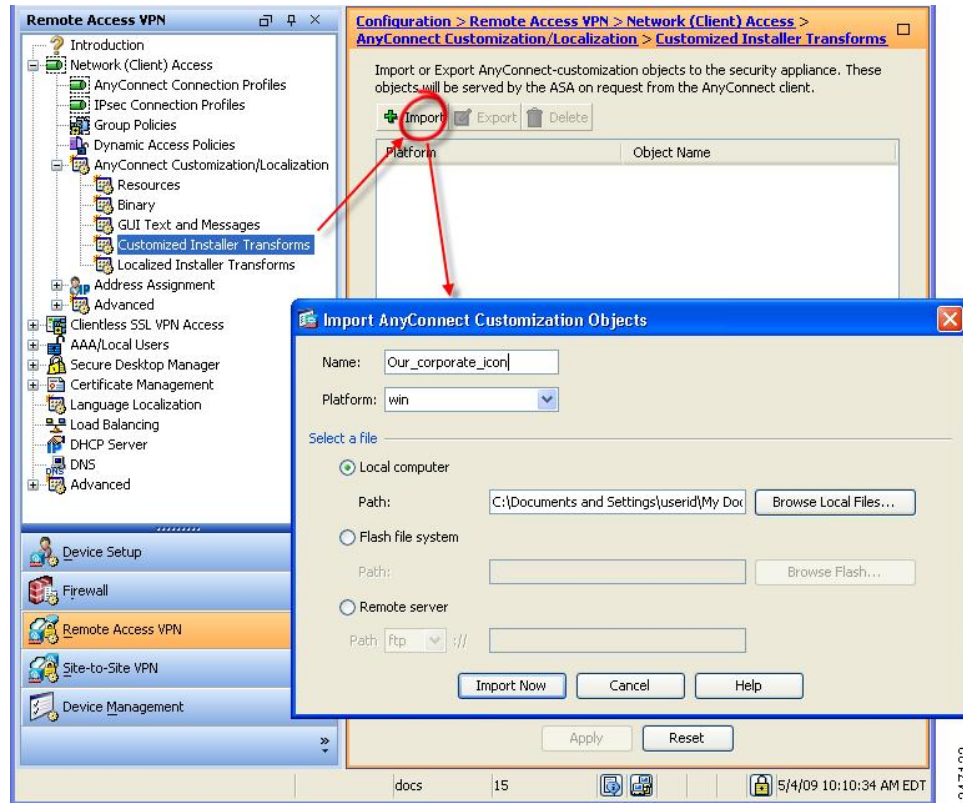 Remote Access VPN
Introduction
Network (Client) Access
AnyConnect Connection Profiles
IPsec Connection Profiles
Group Policies
Dynamic Access Policies
AnyConnect Customization/Localization
Resources
Binary
GUI Text and Messages
Customized Installer Transforms
Localized Installer Transforms
Address Assignment
Advanced
Clientless SSL VPN Access
AAA/Local Users
Secure Desktop Manager
Certificate Management
Language Localization
Load Balancing
DHCP Server
DNS
Advanced
Device Setup
Firewall
Remote Access VPN
Site-to-Site VPN
Device Management
Configuration > Remote Access VPN > Network (Client) Access >
AnyConnect Customization/Localization > Customized Installer Transforms
Import or Export AnyConnect-customization objects to the security appliance. These
objects will be served by the ASA on request from the AnyConnect client.
Import Export Delete
Platform Object Name
Import AnyConnect Customization Objects
Name: Our_corporate_icon
Platform: win
Select a file
Local computer
Path: C:\Documents and Settings\userid\My Doc Browse Local Files...
Flash file system
Path: Browse Flash...
Remote server
Path ftp ://
Import Now Cancel Help
Apply Reset
docs 15 5/4/09 10:10:34 AM EDT